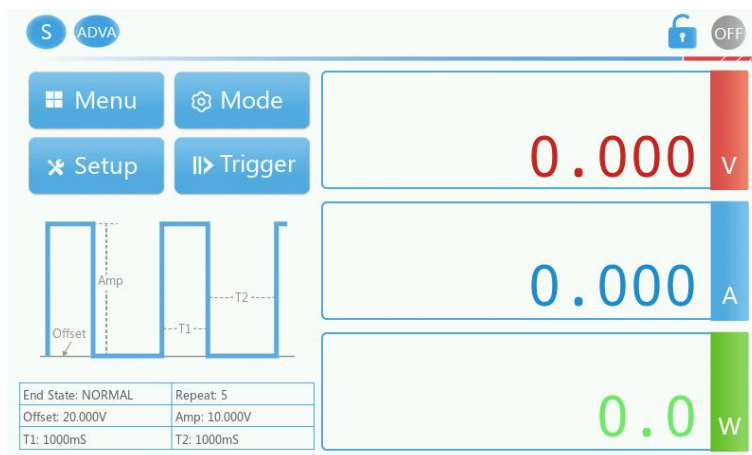 S ADVA OFF
Menu Mode
Setup Trigger
0.000 V
0.000 A
0.0 W
Amp
T2
T1
Offset
End State: NORMAL Repeat: 5
Offset: 20.000V Amp: 10.000V
T1: 1000mS T2: 1000mS